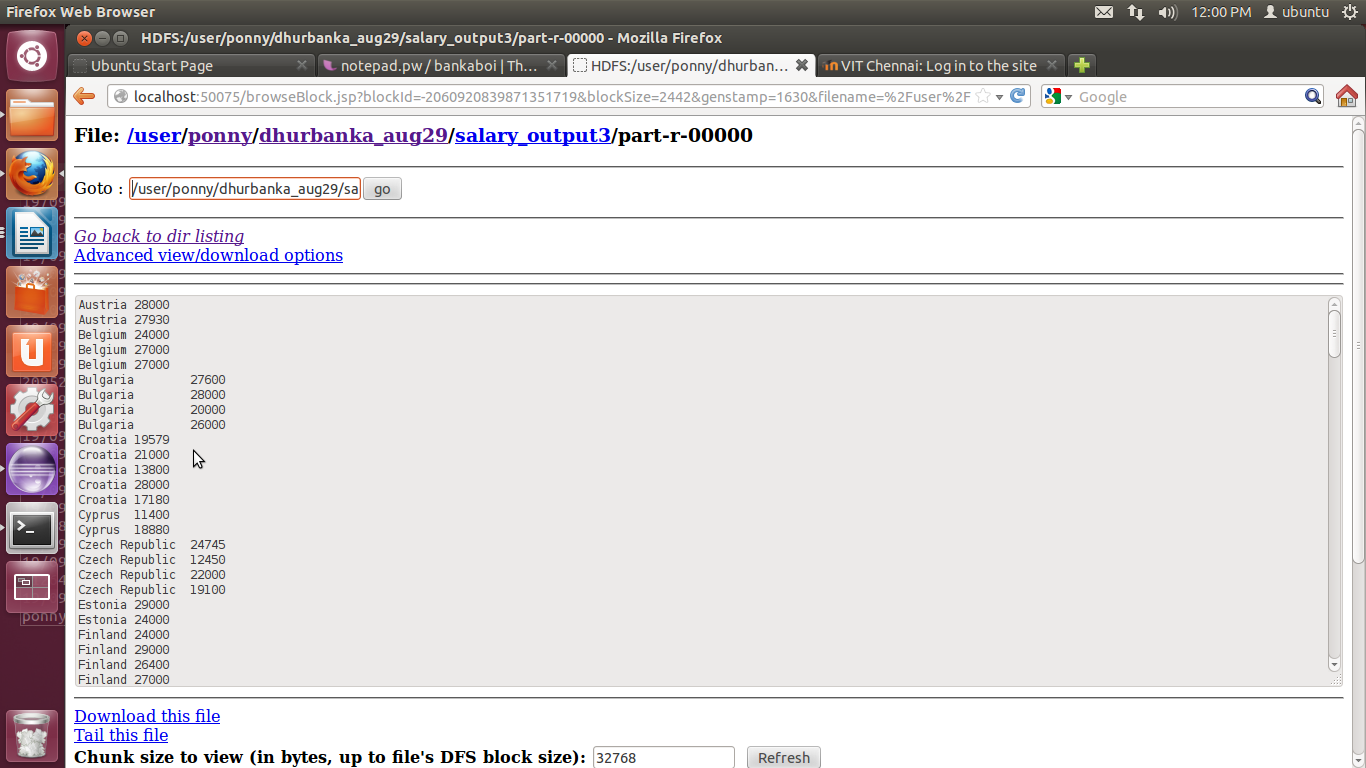 Firefox Web Browser 12:00 PM ubuntu
HDFS:/user/ponny/dhurbanka_aug29/salary_output3/part-r-00000 - Mozilla Firefox
Ubuntu Start Page notepad.pw / bankaboi | Th... HDFS:/user/ponny/dhurban... VIT Chennai: Log in to the site
localhost:50075/browseBlock.jsp?blockId=-2060920839871351719&blockSize=2442&genstamp=1630&filename=%2Fuser%2F Google
File: /user/ponny/dhurbanka_aug29/salary_output3/part-r-00000
Goto : /user/ponny/dhurbanka_aug29/sa go
Go back to dir listing
Advanced view/download options
Austria 28000
Austria 27930
Belgium 24000
Belgium 27000
Belgium 27000
Bulgaria 27600
Bulgaria 28000
Bulgaria 20000
Bulgaria 26000
Croatia 19579
Croatia 21000
Croatia 13800
Croatia 28000
Croatia 17180
Cyprus 11400
Cyprus 18880
Czech Republic 24745
Czech Republic 12450
Czech Republic 22000
Czech Republic 19100
Estonia 29000
Estonia 24000
Finland 24000
Finland 29000
Finland 26400
Finland 27000
Download this file
Tail this file
Chunk size to view (in bytes, up to file's DFS block size): 32768 Refresh